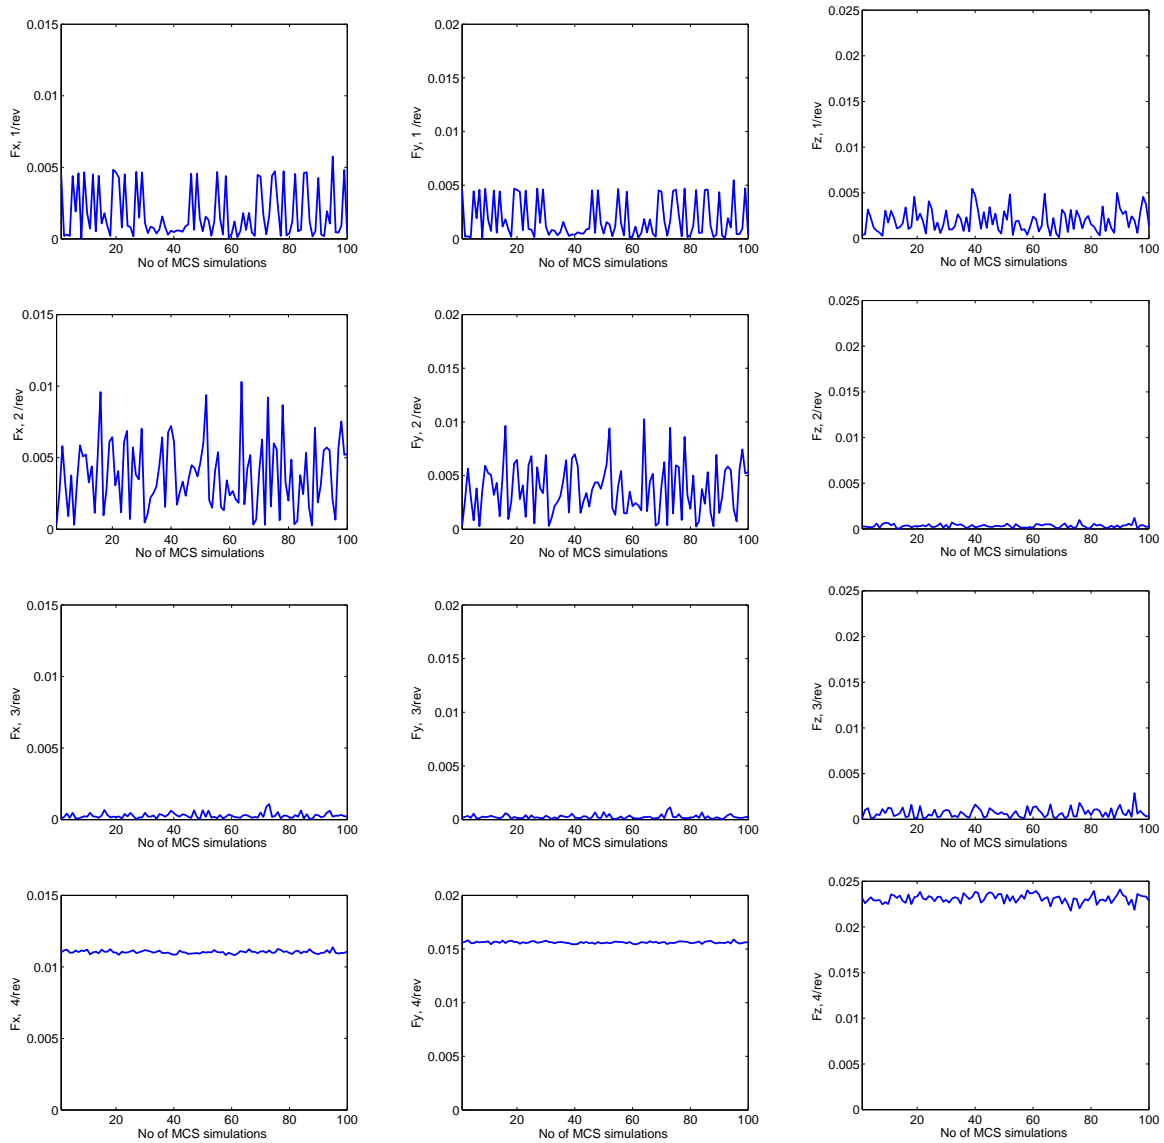 0.015
0.01
0.005
0
20 40 60 80 100
No of MCS simulations
Fx, 1/rev
0.02
0.015
0.01
0.005
0
20 40 60 80 100
No of MCS simulations
Fy, 1 /rev
0.025
0.02
0.015
0.01
0.005
0
20 40 60 80 100
No of MCS simulations
Fz, 1/rev
0.015
0.01
0.005
0
20 40 60 80 100
No of MCS simulations
Fx, 2 /rev
0.02
0.015
0.01
0.005
0
20 40 60 80 100
No of MCS simulations
Fy, 2 /rev
0.025
0.02
0.015
0.01
0.005
0
20 40 60 80 100
No of MCS simulations
Fz, 2/rev
0.015
0.01
0.005
0
20 40 60 80 100
No of MCS simulations
Fx, 3/rev
0.02
0.015
0.01
0.005
0
20 40 60 80 100
No of MCS simulations
Fy, 3/rev
0.025
0.02
0.015
0.01
0.005
0
20 40 60 80 100
No of MCS simulations
Fz, 3/rev
0.015
0.01
0.005
0
20 40 60 80 100
No of MCS simulations
Fx, 4/rev
0.02
0.015
0.01
0.005
0
20 40 60 80 100
No of MCS simulations
Fy, 4/rev
0.025
0.02
0.015
0.01
0.005
0
20 40 60 80 100
No of MCS simulations
Fz, 4/rev